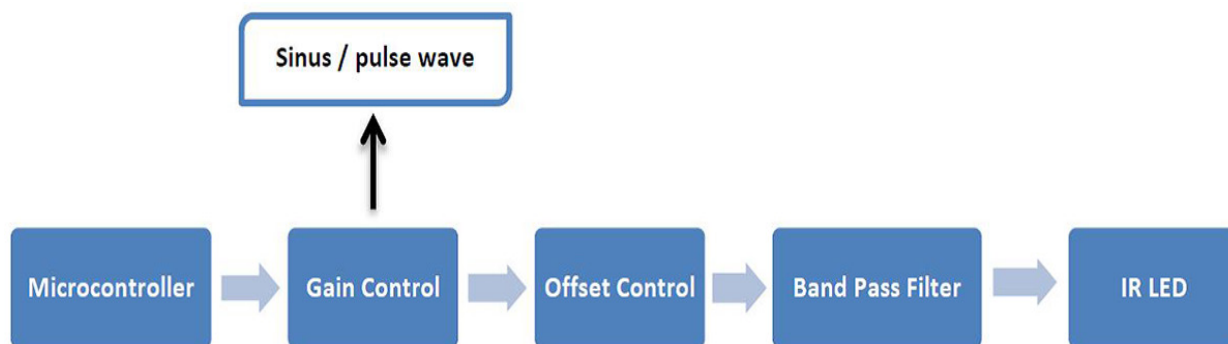 Sinus / pulse wave
Microcontroller
Gain Control
Offset Control
Band Pass Filter
IR LED